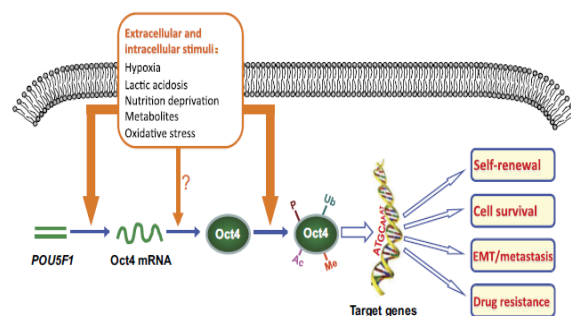 Extracellular and
intracellular stimuli:
Hypoxia
Lactic acidosis
Nutrition deprivation
Metabolites
Oxidative stress
?
POU5F1
Oct4 mRNA
Oct4
P
Ub
Oct4
Ac
Me
ATGCAAAT
Target genes
Self-renewal
Cell survival
EMT/metastasis
Drug resistance